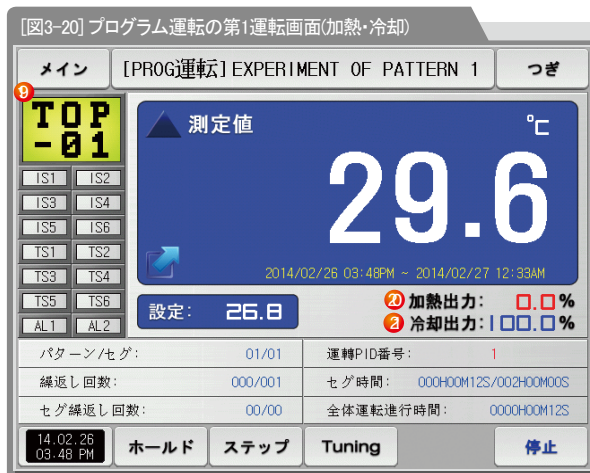 [図3-20] プログラム運転の第1運転画面(加熱·冷却)
メイン
[PROG運転] EXPERIMENT OF PATTERN 1
つぎ
⑲
TOP
-01
IS1 IS2
IS3 IS4
IS5 IS6
TS1 TS2
TS3 TS4
TS5 TS6
AL1 AL2
測定値
℃
29.6
2014/02/26 03:48PM ~ 2014/02/27 12:33AM
設定: 26.8
⑳ 加熱出力: 0.0%
㉑ 冷却出力: 100.0%
パターン/セグ: 01/01
運轉PID番号: 1
繰返し回数: 000/001
セグ時間: 000H00M12S/002H00M00S
セグ繰返し回数: 00/00
全体運転進行時間: 0000H00M12S
14.02.26
03:48 PM
ホールド
ステップ
Tuning
停止